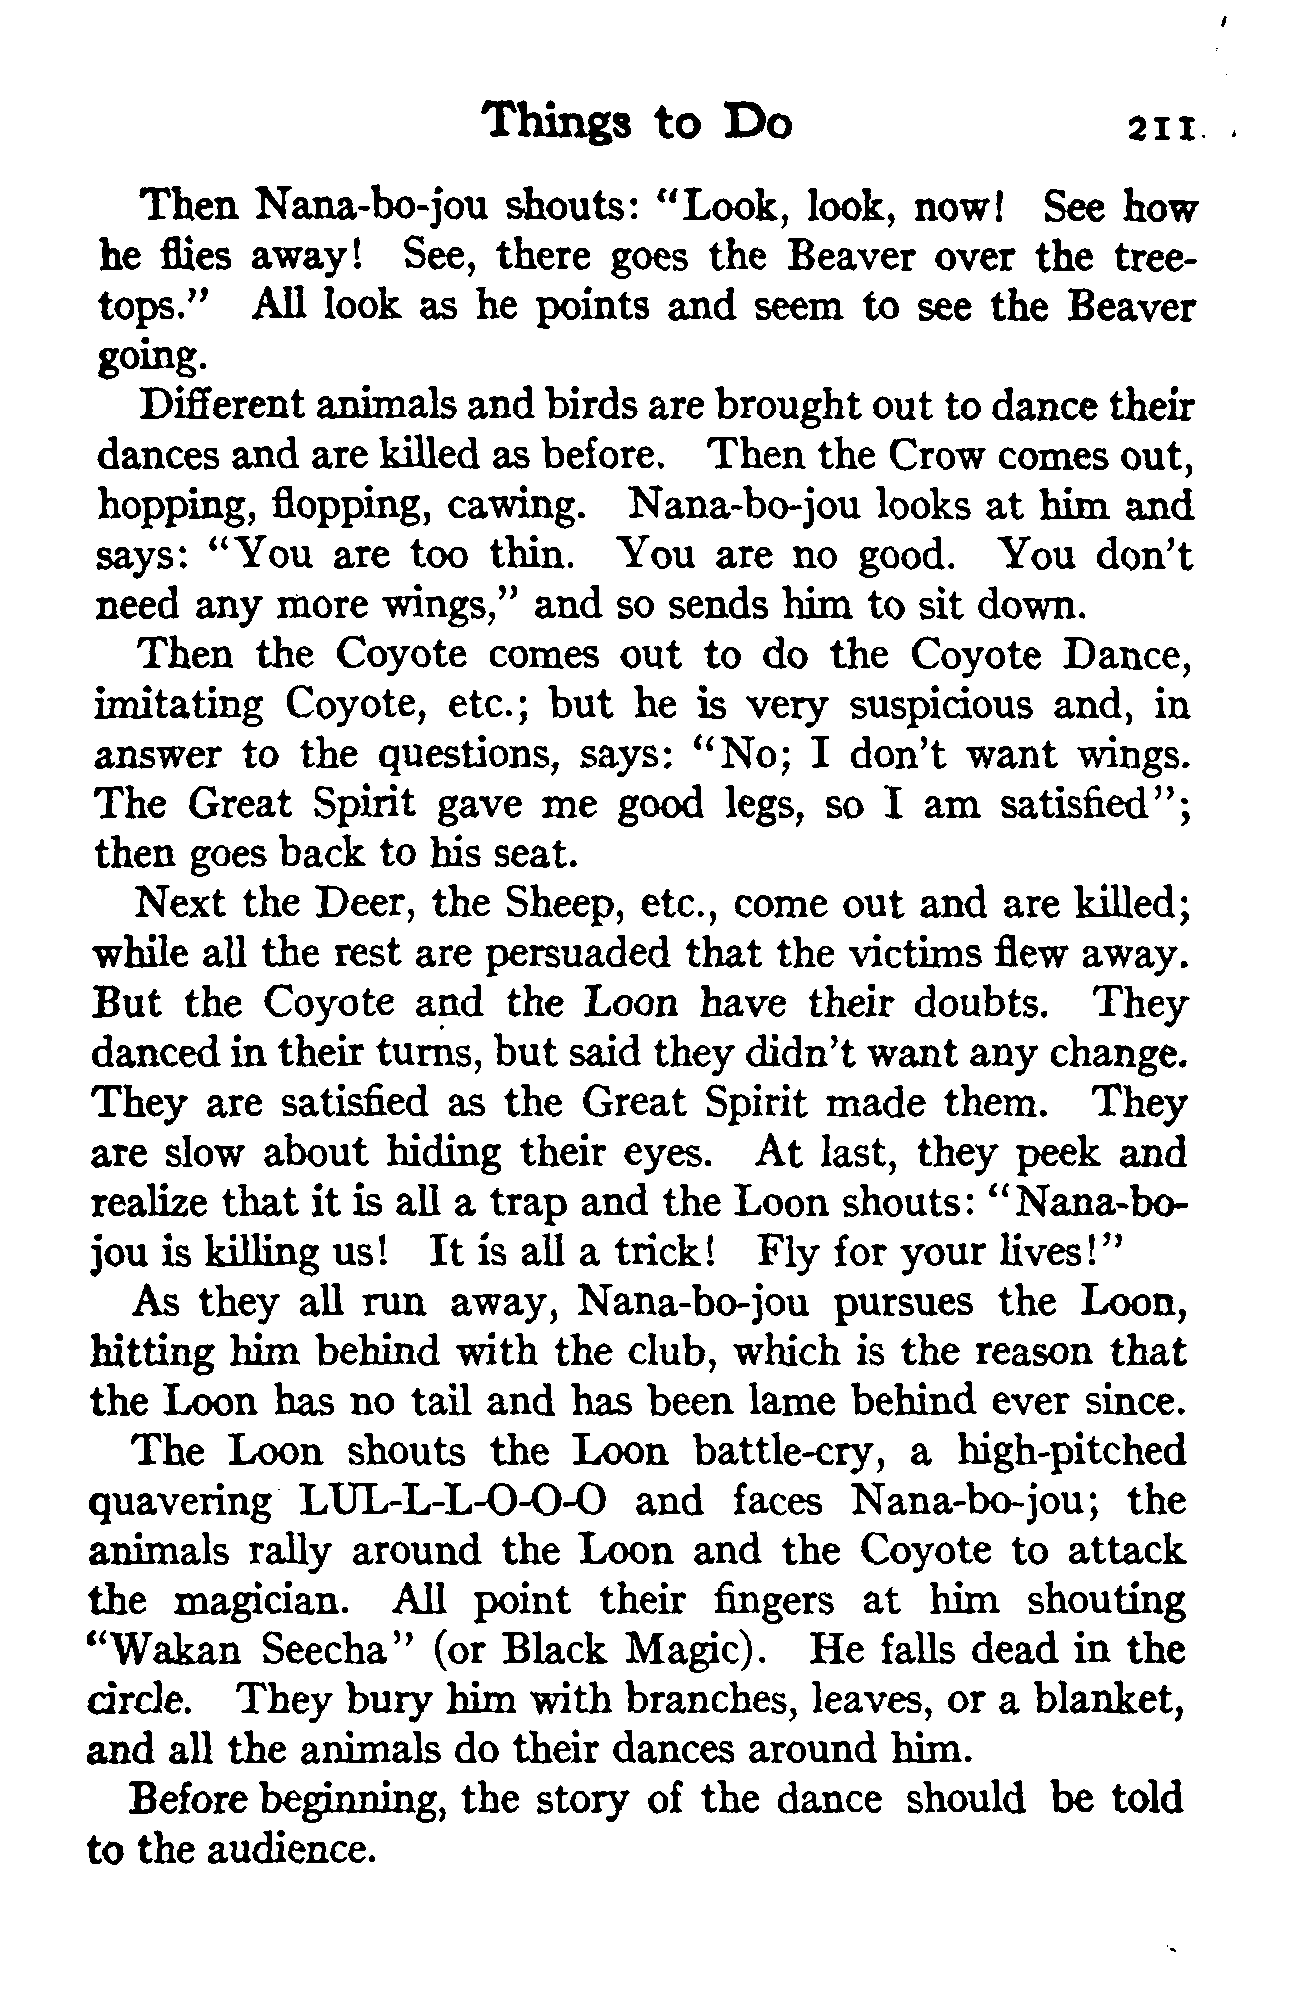 Things to Do 211
Then Nana-bo-jou shouts: "Look, look, now! See how
he flies away! See, there goes the Beaver over the tree-
tops." All look as he points and seem to see the Beaver
going.
Different animals and birds are brought out to dance their
dances and are killed as before. Then the Crow comes out,
hopping, flopping, cawing. Nana-bo-jou looks at him and
says: "You are too thin. You are no good. You don't
need any more wings," and so sends him to sit down.
Then the Coyote comes out to do the Coyote Dance,
imitating Coyote, etc.; but he is very suspicious and, in
answer to the questions, says: "No; I don't want wings.
The Great Spirit gave me good legs, so I am satisfied";
then goes back to his seat.
Next the Deer, the Sheep, etc., come out and are killed;
while all the rest are persuaded that the victims flew away.
But the Coyote and the Loon have their doubts. They
danced in their turns, but said they didn't want any change.
They are satisfied as the Great Spirit made them. They
are slow about hiding their eyes. At last, they peek and
realize that it is all a trap and the Loon shouts: "Nana-bo-
jou is killing us! It is all a trick! Fly for your lives!"
As they all run away, Nana-bo-jou pursues the Loon,
hitting him behind with the club, which is the reason that
the Loon has no tail and has been lame behind ever since.
The Loon shouts the Loon battle-cry, a high-pitched
quavering LUL-L-L-O-O-O and faces Nana-bo-jou; the
animals rally around the Loon and the Coyote to attack
the magician. All point their fingers at him shouting
"Wakan Seecha" (or Black Magic). He falls dead in the
circle. They bury him with branches, leaves, or a blanket,
and all the animals do their dances around him.
Before beginning, the story of the dance should be told
to the audience.